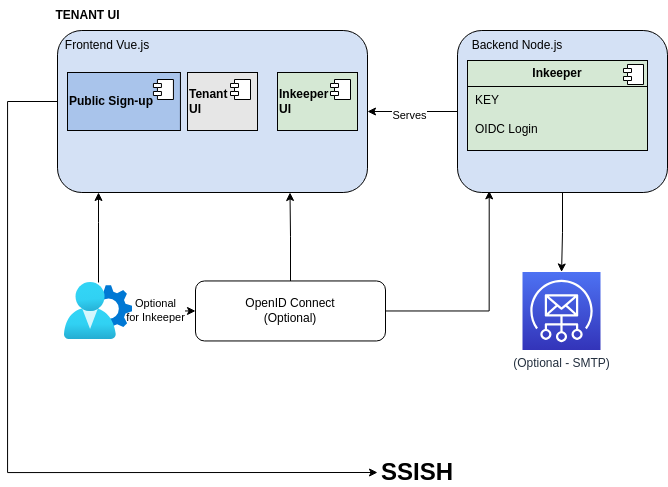 TENANT UI
Frontend Vue.js
Public Sign-up
Tenant
UI
Inkeeper
UI
Serves
Backend Node.js
Inkeeper
KEY
OIDC Login
Optional
for Inkeeper
OpenID Connect
(Optional)
(Optional - SMTP)
SSISH